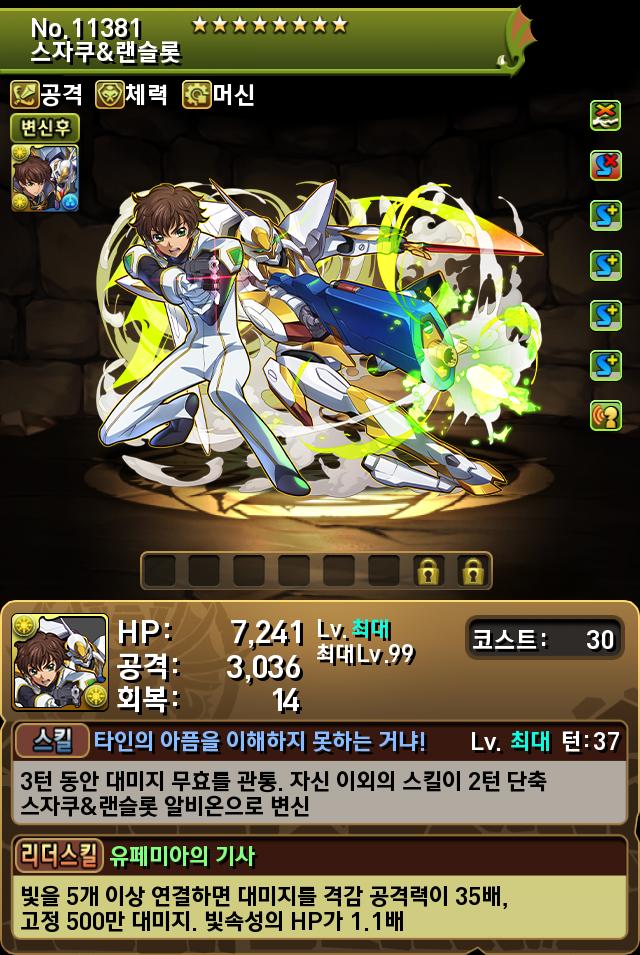 No.11381
스자쿠&랜슬롯
공격 체력 머신
변신후
HP: 7,241 Lv.최대
최대Lv.99
공격: 3,036
회복: 14
코스트: 30
스킬 타인의 아픔을 이해하지 못하는 거냐! Lv. 최대 턴:37
3턴 동안 대미지 무효를 관통. 자신 이외의 스킬이 2턴 단축
스자쿠&랜슬롯 알비온으로 변신
리더스킬 유페미아의 기사
빛을 5개 이상 연결하면 대미지를 격감 공격력이 35배,
고정 500만 대미지. 빛속성의 HP가 1.1배